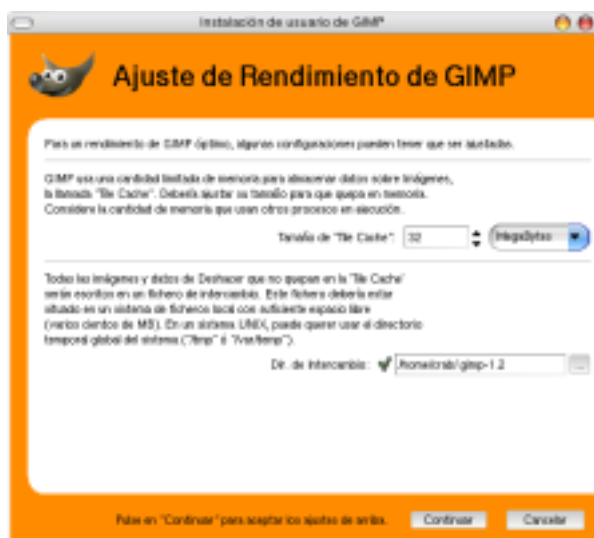 Instalación de usuario de GIMP
Ajuste de Rendimiento de GIMP
Para un rendimiento de GIMP óptimo, algunas configuraciones pueden tener que ser ajustadas.
GIMP usa una cantidad limitada de memoria para almacenar datos sobre imágenes,
la llamada "Tile Cache". Debería ajustar su tamaño para que quepa en memoria.
Considere la cantidad de memoria que usan otros procesos en ejecución.
Tamaño de "Tile Cache": 32 MegaBytes
Todas las imágenes y datos de Deshacer que no quepan en la 'Tile Cache'
serán escritos en un fichero de intercambio. Este fichero debería estar
situado en un sistema de ficheros local con suficiente espacio libre
(varios cientos de MB). En un sistema UNIX, puede querer usar el directorio
temporal global del sistema ("/tmp" ó "/var/temp").
Dir. de Intercambio: gimp-1.2
...
Pulse en "Continuar" para aceptar los ajustes de arriba.
Continuar
Cancelar